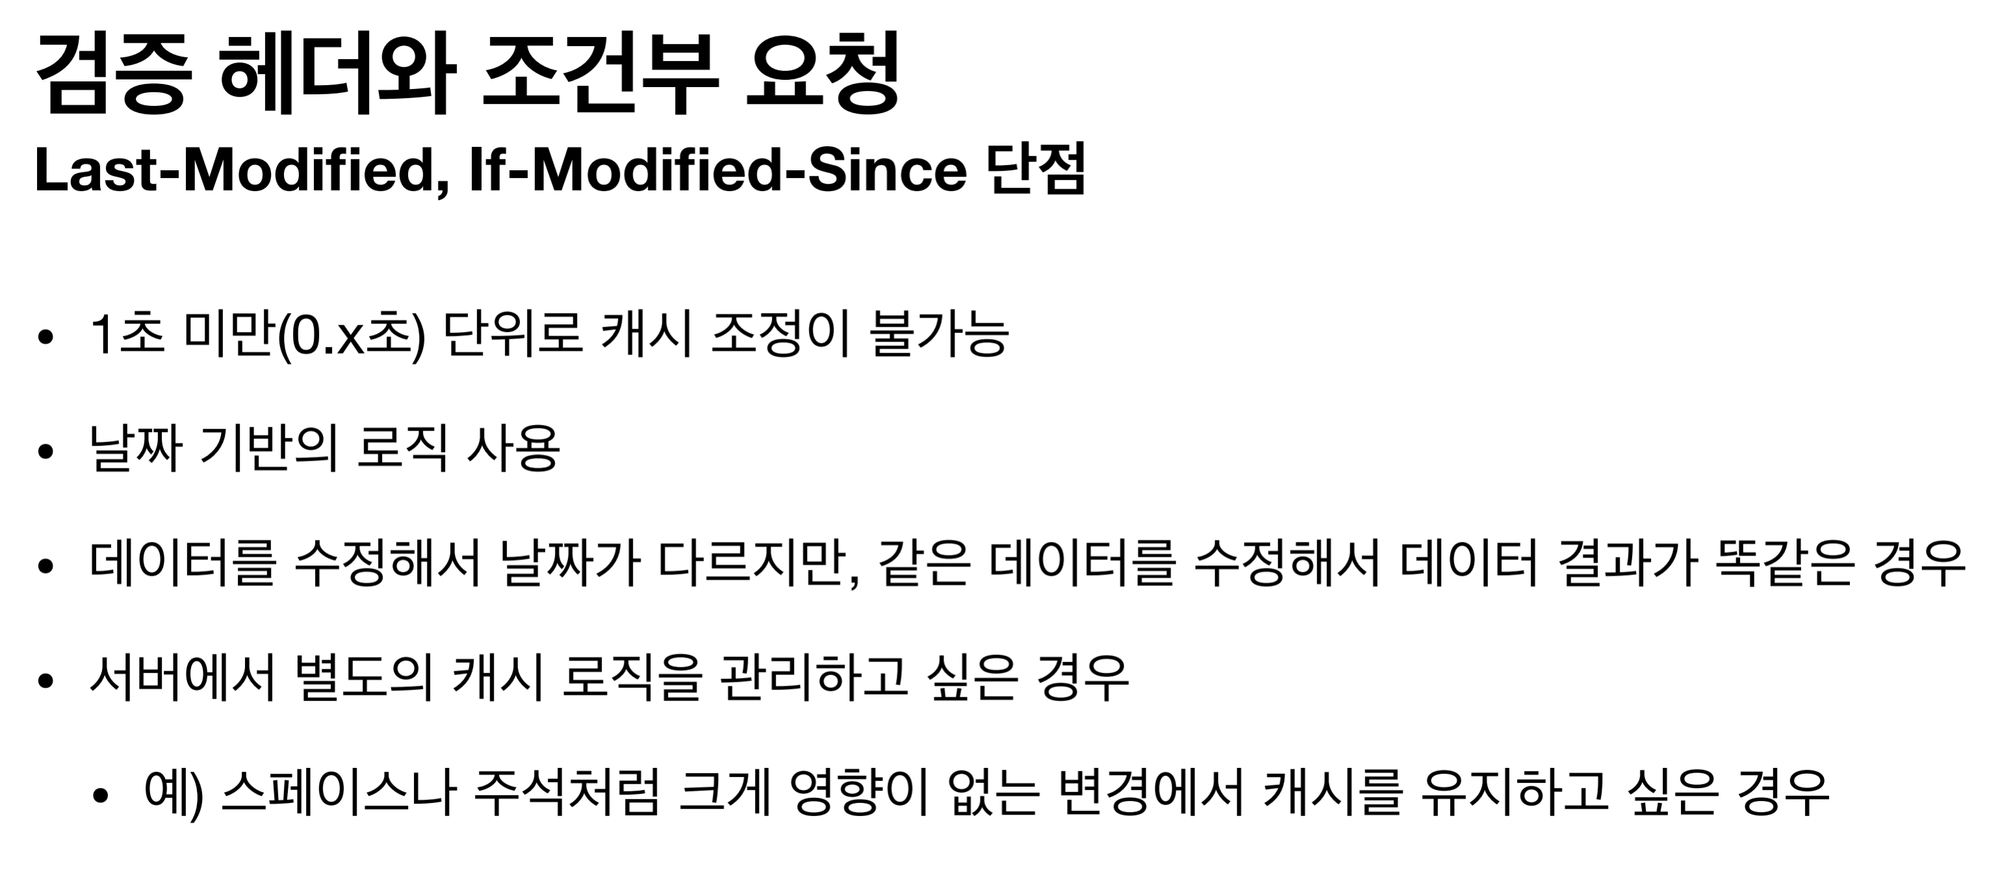 검증 헤더와 조건부 요청
Last-Modified, If-Modified-Since 단점
• 1초 미만(0.x초) 단위로 캐시 조정이 불가능
• 날짜 기반의 로직 사용
• 데이터를 수정해서 날짜가 다르지만, 같은 데이터를 수정해서 데이터 결과가 똑같은 경우
• 서버에서 별도의 캐시 로직을 관리하고 싶은 경우
• 예) 스페이스나 주석처럼 크게 영향이 없는 변경에서 캐시를 유지하고 싶은 경우